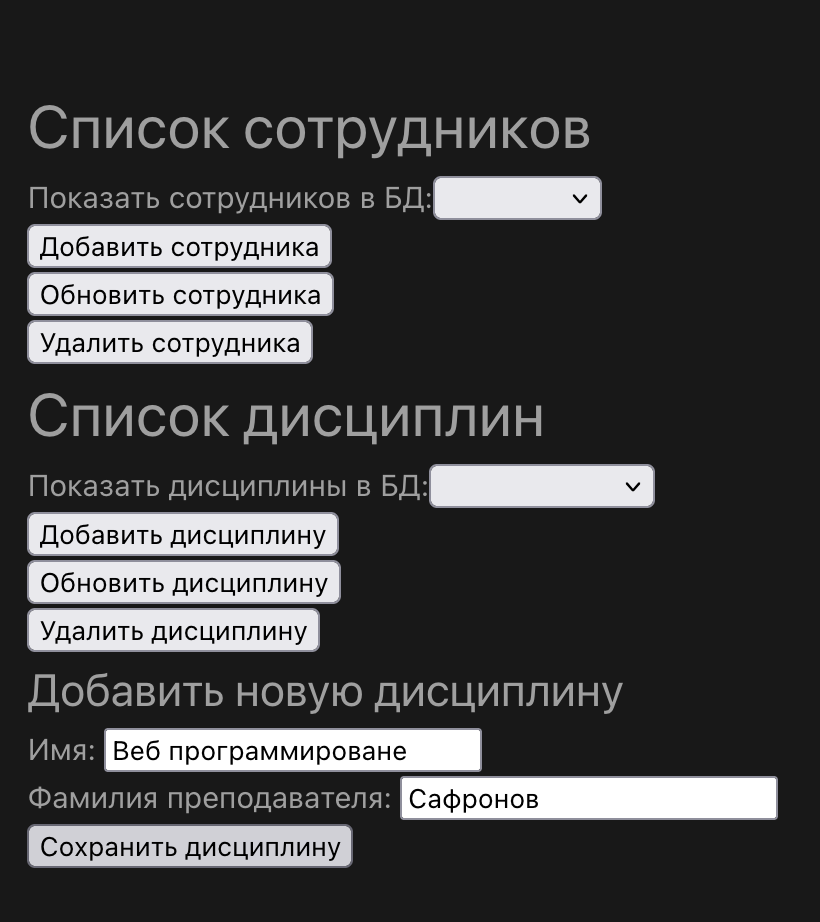 Список сотрудников
Показать сотрудников в БД:
Добавить сотрудника
Обновить сотрудника
Удалить сотрудника
Список дисциплин
Показать дисциплины в БД:
Добавить дисциплину
Обновить дисциплину
Удалить дисциплину
Добавить новую дисциплину
Имя: Веб программироване
Фамилия преподавателя: Сафронов
Сохранить дисциплину